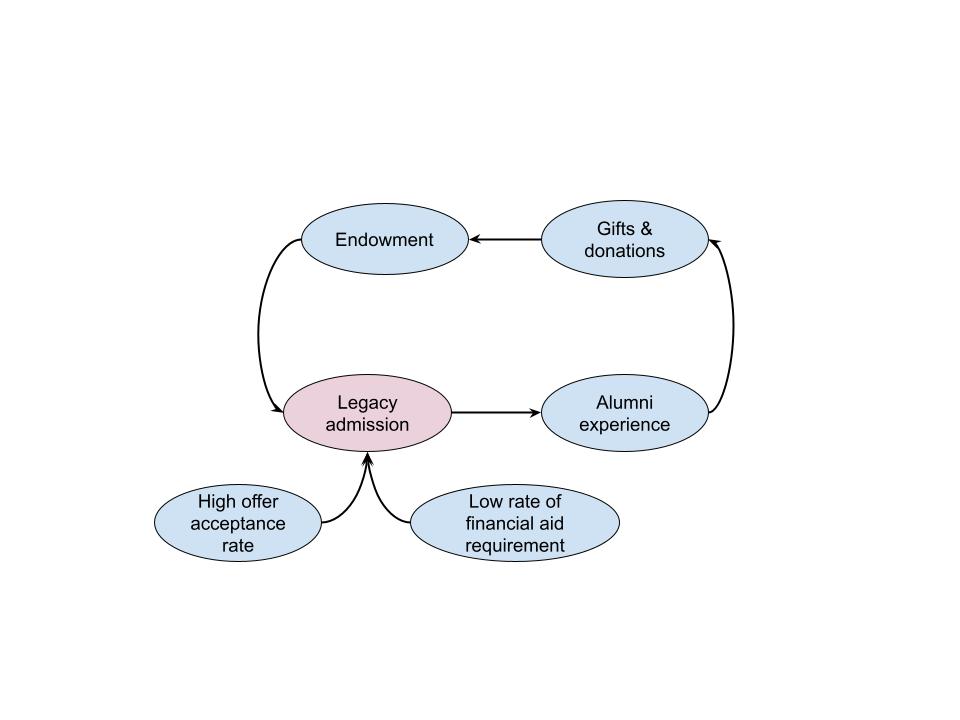 Endowment
Gifts &
donations
Legacy
admission
Alumni
experience
High offer
acceptance
rate
Low rate of
financial aid
requirement